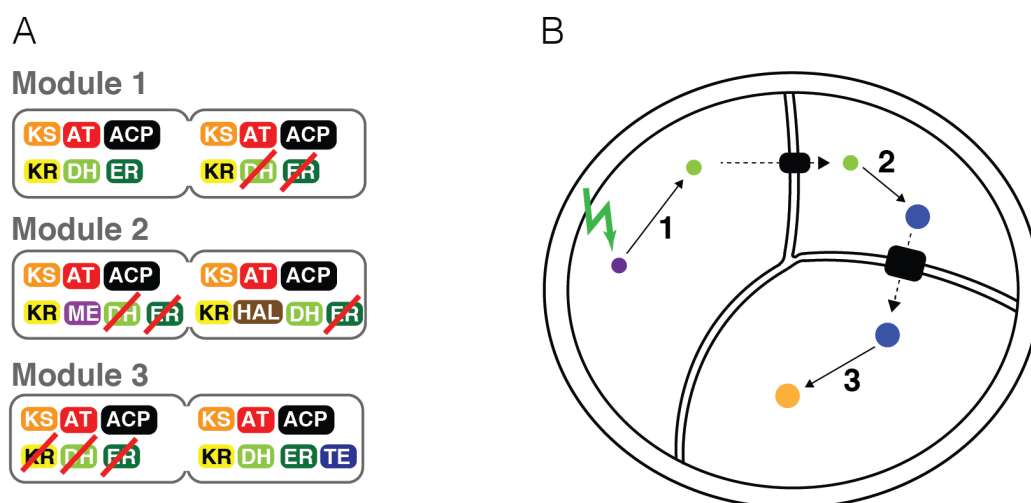 A
B
Module 1
KS AT ACP KS AT ACP
KR DH ER KR DH ER
Module 2
KS AT ACP KS AT ACP
KR ME DH ER KR HAL DH ER
Module 3
KS AT ACP KS AT ACP
KR DH ER KR DH ER TE
1
2
3